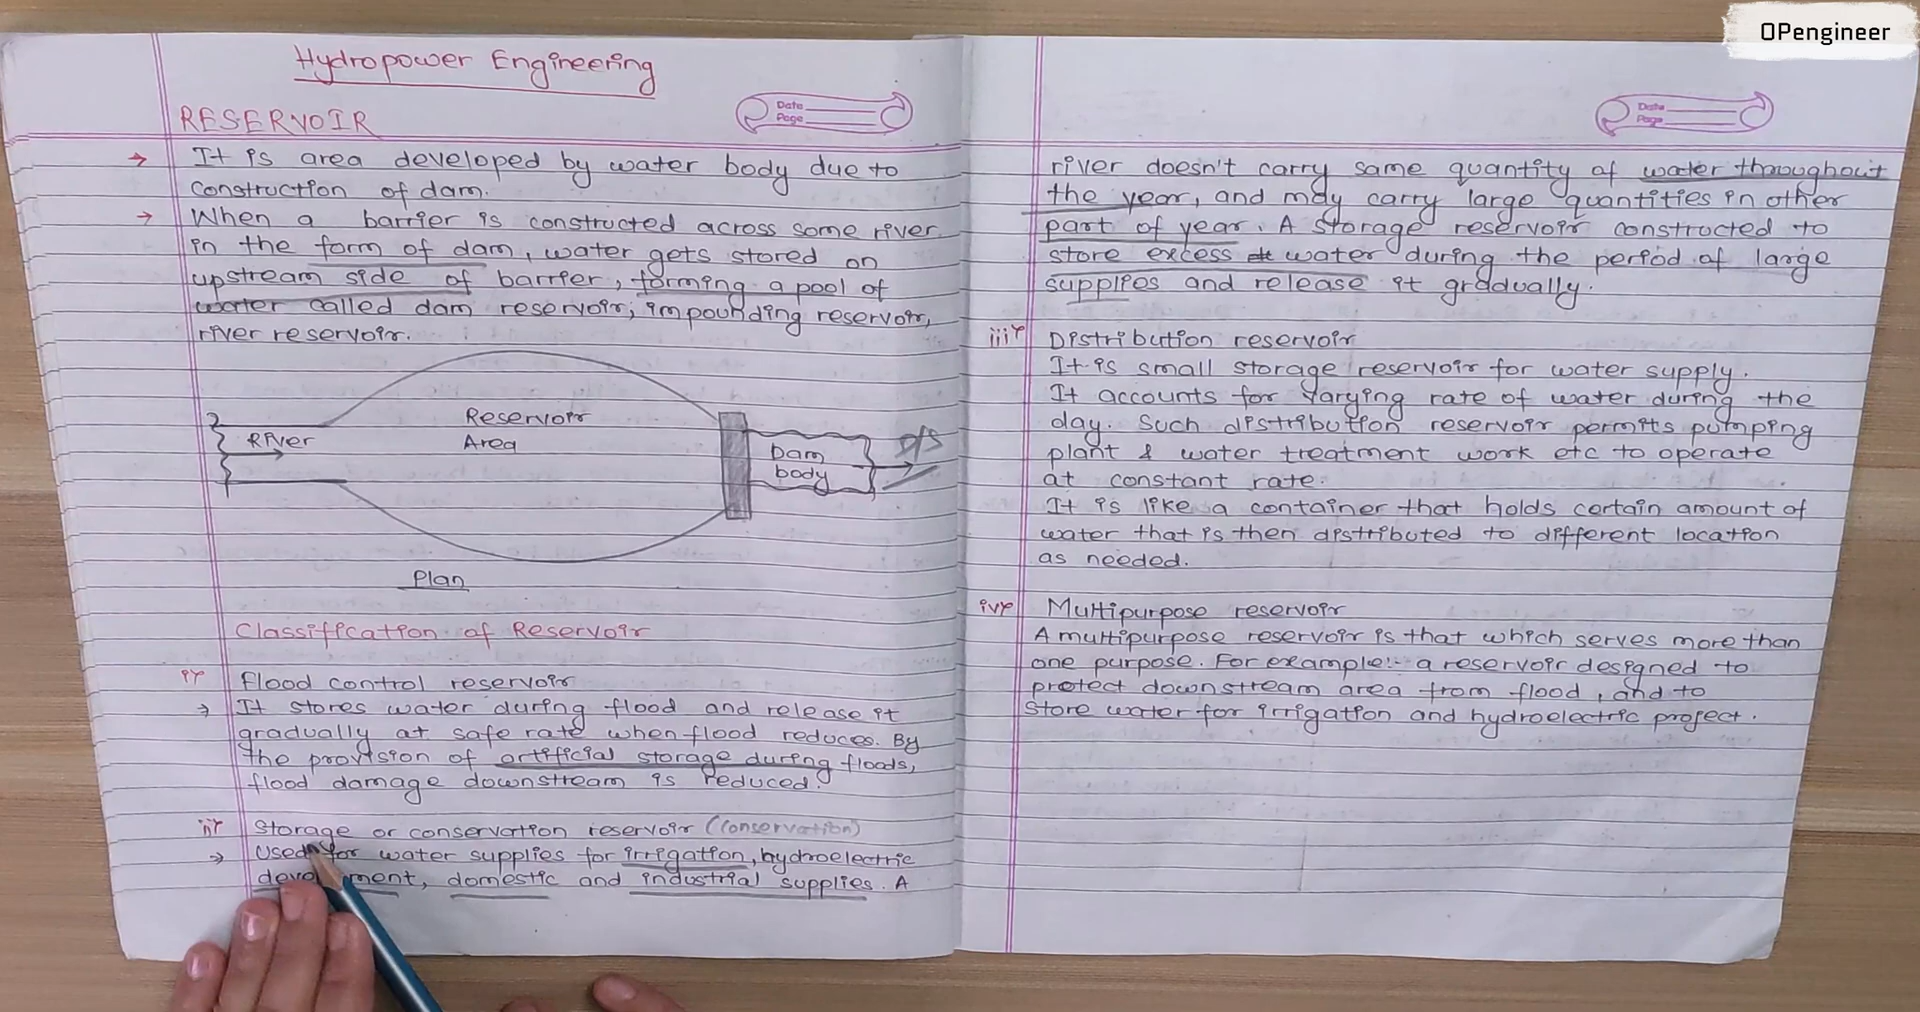 OPengineer
Hydropower Engineering
Date
Page
RESERVOIR
→ It is area developed by water body due to
construction of dam.
→ When a barrier is constructed across some river
in the form of dam, water gets stored on
upstream side of barrier, forming a pool of
water called dam reservoir, impounding reservoir,
river reservoir.
Reservoir
Area
River
Dam
body
D/S
Plan
Classification of Reservoir
i) Flood control reservoir
→ It stores water during flood and release it
gradually at safe rate when flood reduces. By
the provision of artificial storage during floods,
flood damage downstream is reduced.
ii) Storage or conservation reservoir (conservation)
→ Used for water supplies for irrigation, hydroelectric
development, domestic and industrial supplies. A
Date
Page
river doesn't carry same quantity of water throughout
the year, and may carry large quantities in other
part of year. A storage reservoir constructed to
store excess water during the period of large
supplies and release it gradually.
iii) Distribution reservoir
It is small storage reservoir for water supply.
It accounts for varying rate of water during the
day. Such distribution reservoir permits pumping
plant & water treatment work etc to operate
at constant rate.
It is like a container that holds certain amount of
water that is then distributed to different location
as needed.
iv) Multipurpose reservoir
A multipurpose reservoir is that which serves more than
one purpose. For example:- a reservoir designed to
protect downstream area from flood, and to
store water for irrigation and hydroelectric project.